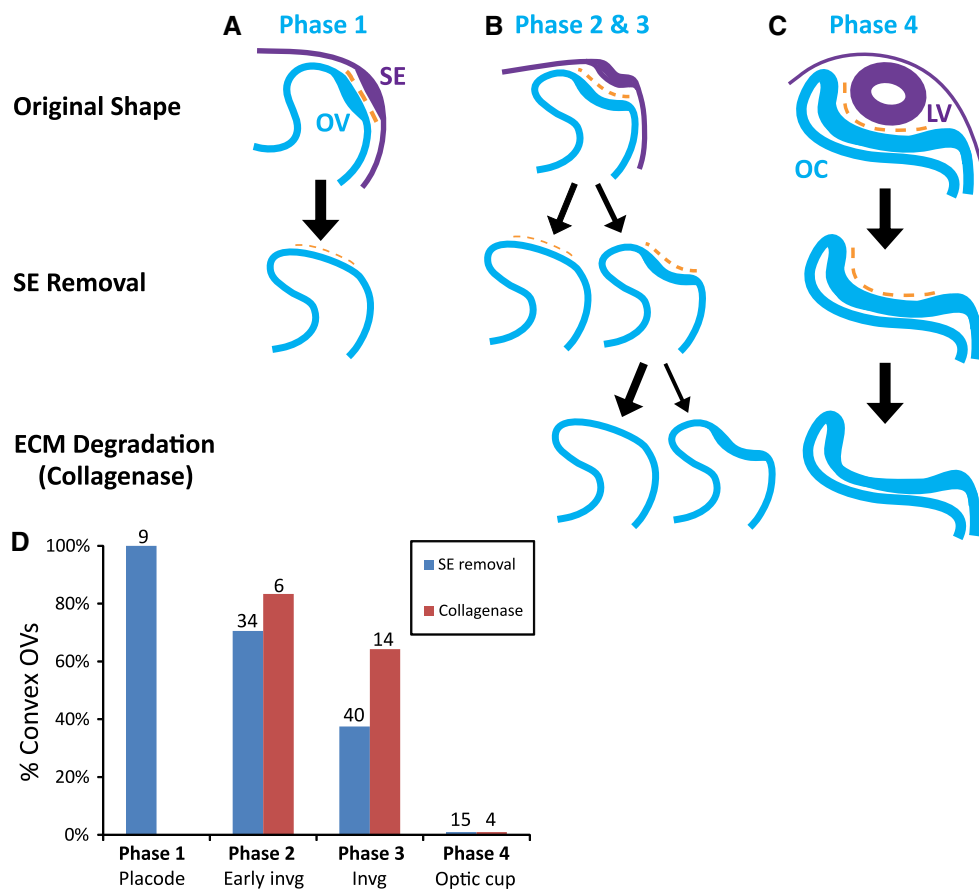 A Phase 1
B Phase 2 & 3
C Phase 4
Original Shape
SE
OV
LV
OC
SE Removal
ECM Degradation
(Collagenase)
D
% Convex OVs
100%
80%
60%
40%
20%
0%
9
34
6
40
14
15
4
SE removal
Collagenase
Phase 1
Placode
Phase 2
Early invg
Phase 3
Invg
Phase 4
Optic cup